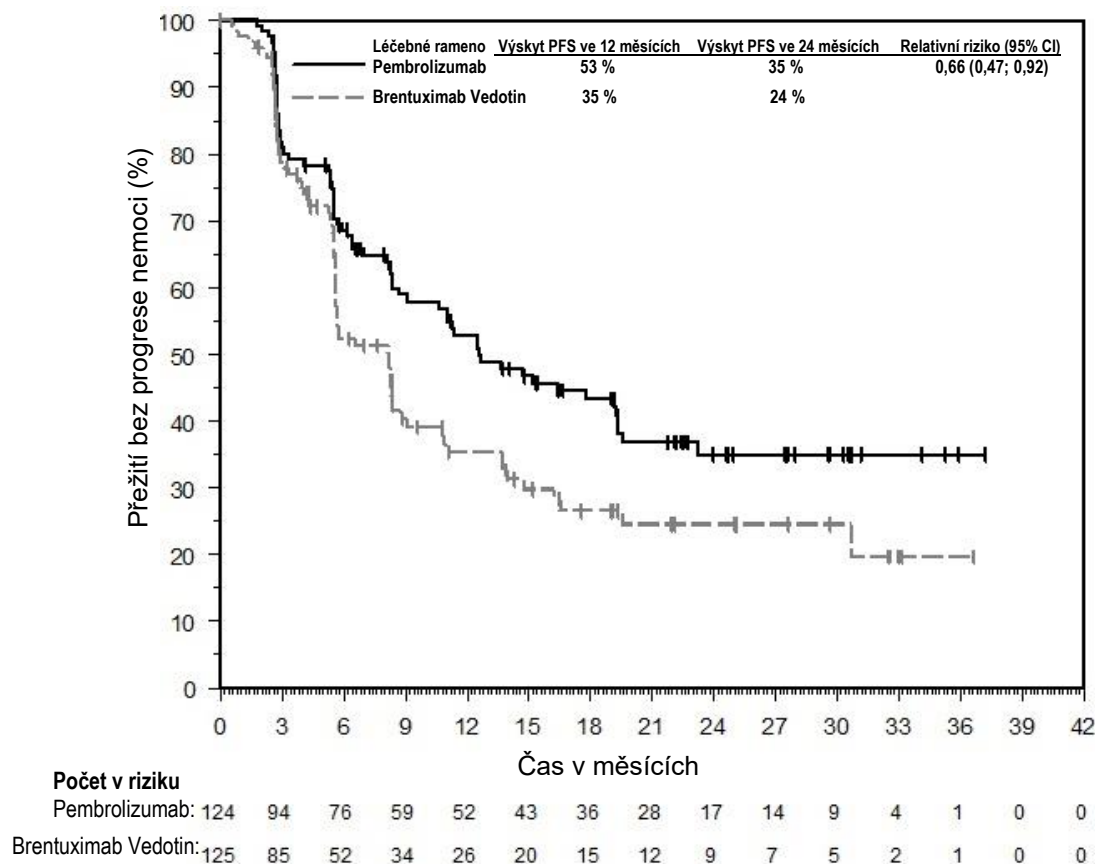 Léčebné rameno Výskyt PFS ve 12 měsících Výskyt PFS ve 24 měsících Relativní riziko (95% CI)
Pembrolizumab 53 % 35 % 0,66 (0,47; 0,92)
Brentuximab Vedotin 35 % 24 %
Přežití bez progrese nemoci (%)
100
90
80
70
60
50
40
30
20
10
0
0 3 6 9 12 15 18 21 24 27 30 33 36 39 42
Čas v měsících
Počet v riziku
Pembrolizumab: 124 94 76 59 52 43 36 28 17 14 9 4 1 0 0
Brentuximab Vedotin: 125 85 52 34 26 20 15 12 9 7 5 2 1 0 0